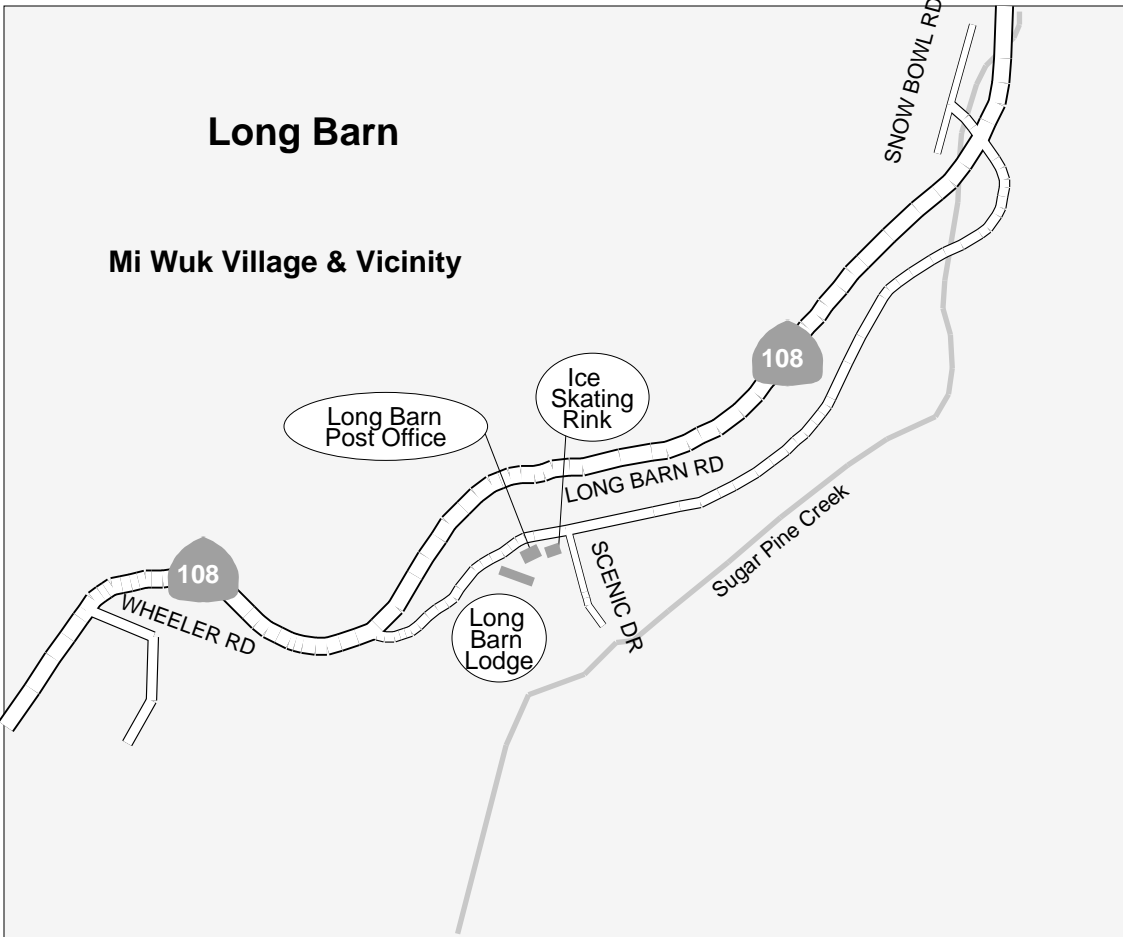 SNOW BOWL RD
Long Barn
Mi Wuk Village & Vicinity
108
Ice
Skating
Rink
Long Barn
Post Office
LONG BARN RD
Sugar Pine Creek
108
SCENIC DR
WHEELER RD
Long
Barn
Lodge